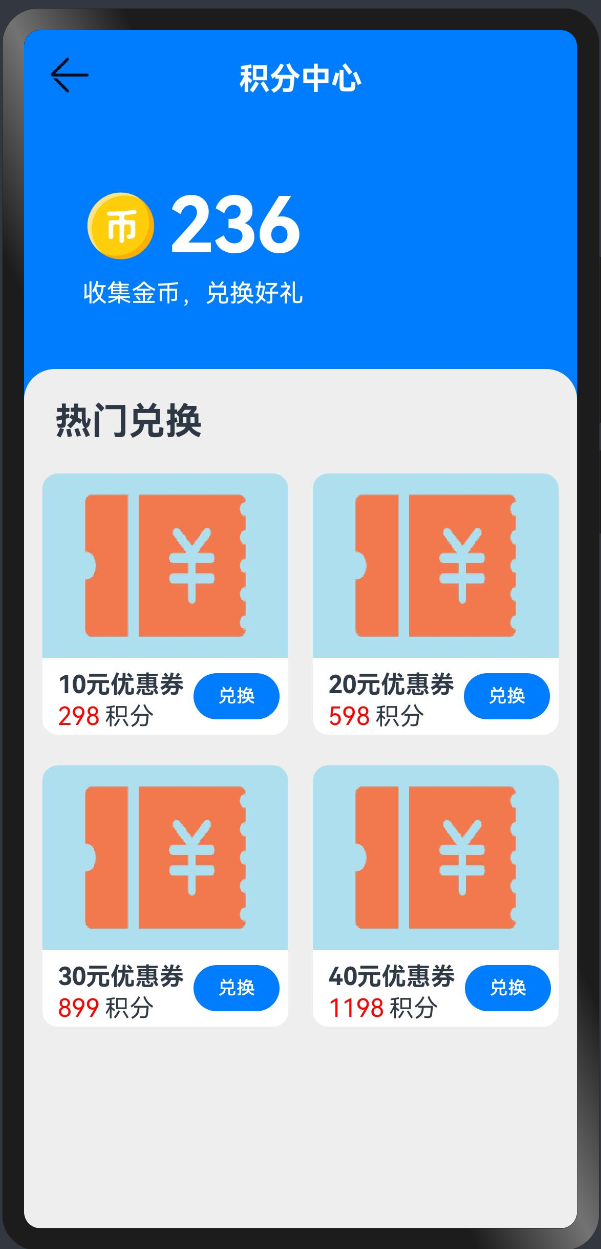 积分中心
币 236
收集金币，兑换好礼
热门兑换
¥
¥
10元优惠券
298 积分
兑换
20元优惠券
598 积分
兑换
¥
¥
30元优惠券
899 积分
兑换
40元优惠券
1198 积分
兑换